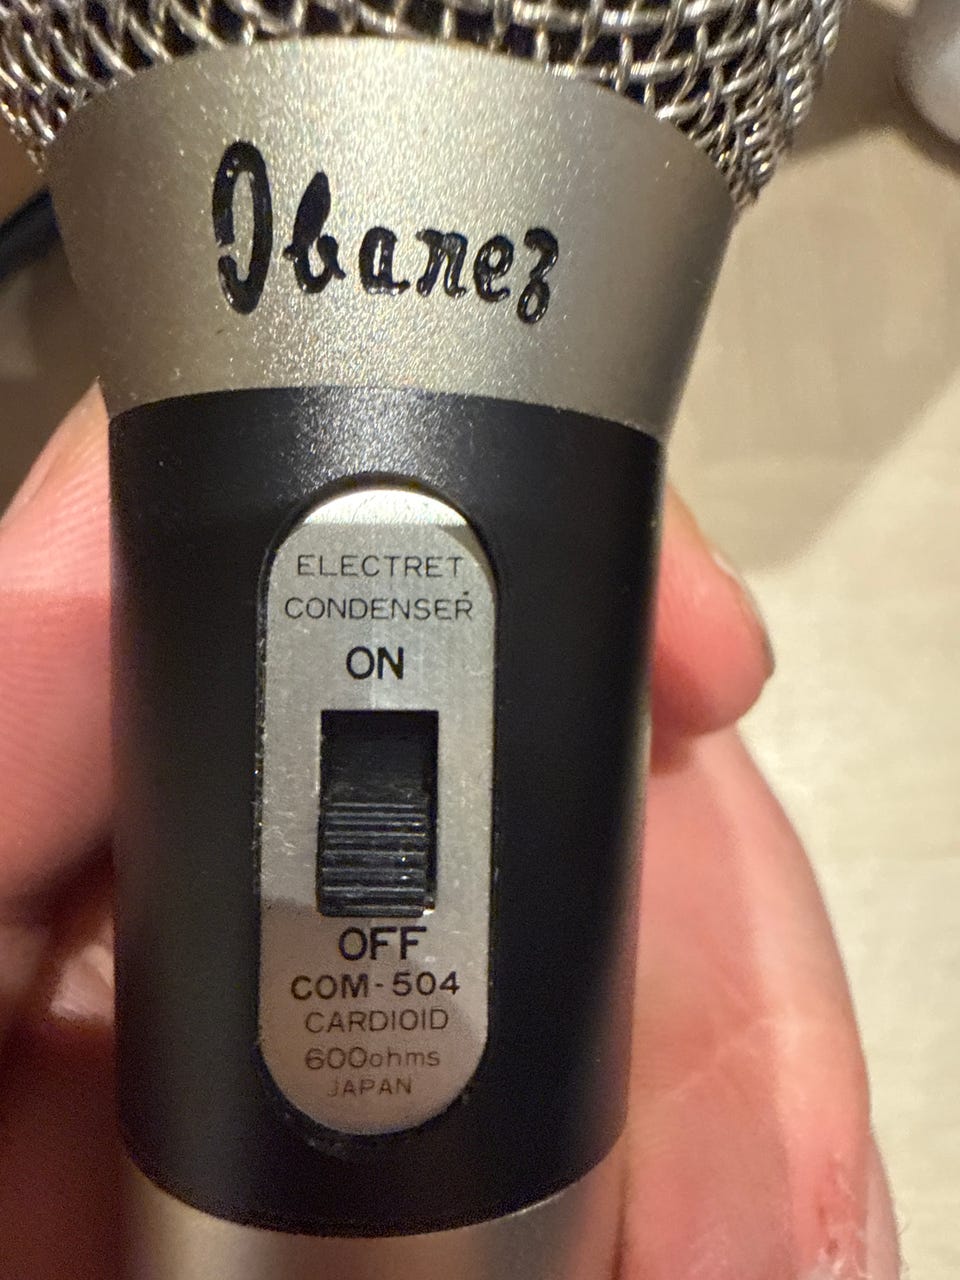 Ibanez
ELECTRET
CONDENSER
ON
OFF
COM-504
CARDIOID
600ohms
JAPAN